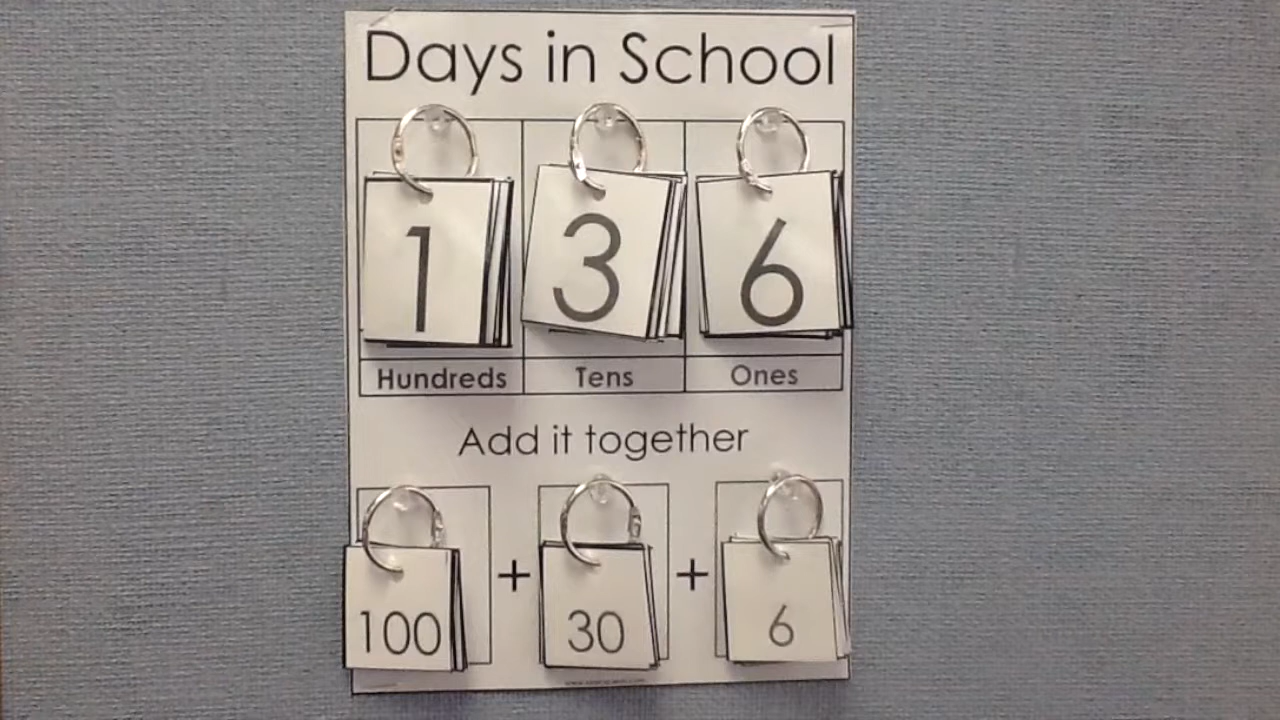 Days in School
1 3 6
Hundreds Tens Ones
Add it together
100 + 30 + 6